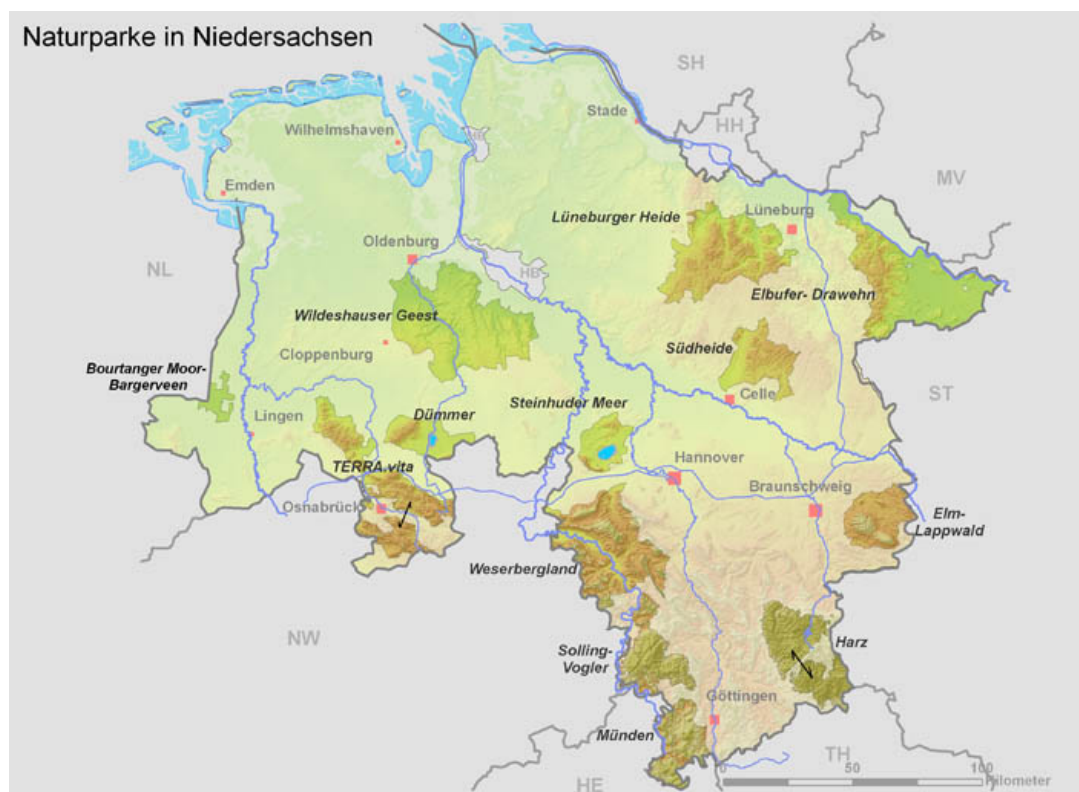 Naturparke in Niedersachsen
SH
HH
MV
Stade
Wilhelmshaven
Emden
Lüneburger Heide
Lüneburg
Oldenburg
NL
HB
Elbufer- Drawehn
Wildeshauser Geest
Südheide
Cloppenburg
Bourtanger Moor-
Bargerveen
ST
Celle
Dümmer
Steinhuder Meer
Lingen
Hannover
TERRA.vita
Braunschweig
Osnabrück
Elm-
Lappwald
Weserbergland
NW
Solling-
Vogler
Harz
Göttingen
Münden
TH
HE
0
50
100
Kilometer